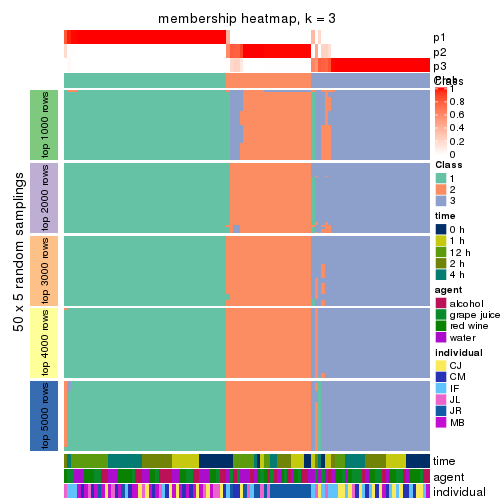 membership heatmap, k = 3
p1
p2
p3
Class
1
0.8
0.6
0.4
0.2
0
Class
1
2
3
time
0 h
1 h
12 h
2 h
4 h
agent
alcohol
grape juice
red wine
water
individual
CJ
CM
IF
JL
JR
MB
50 x 5 random samplings
top 1000 rows
top 2000 rows
top 3000 rows
top 4000 rows
top 5000 rows
time
agent
individual